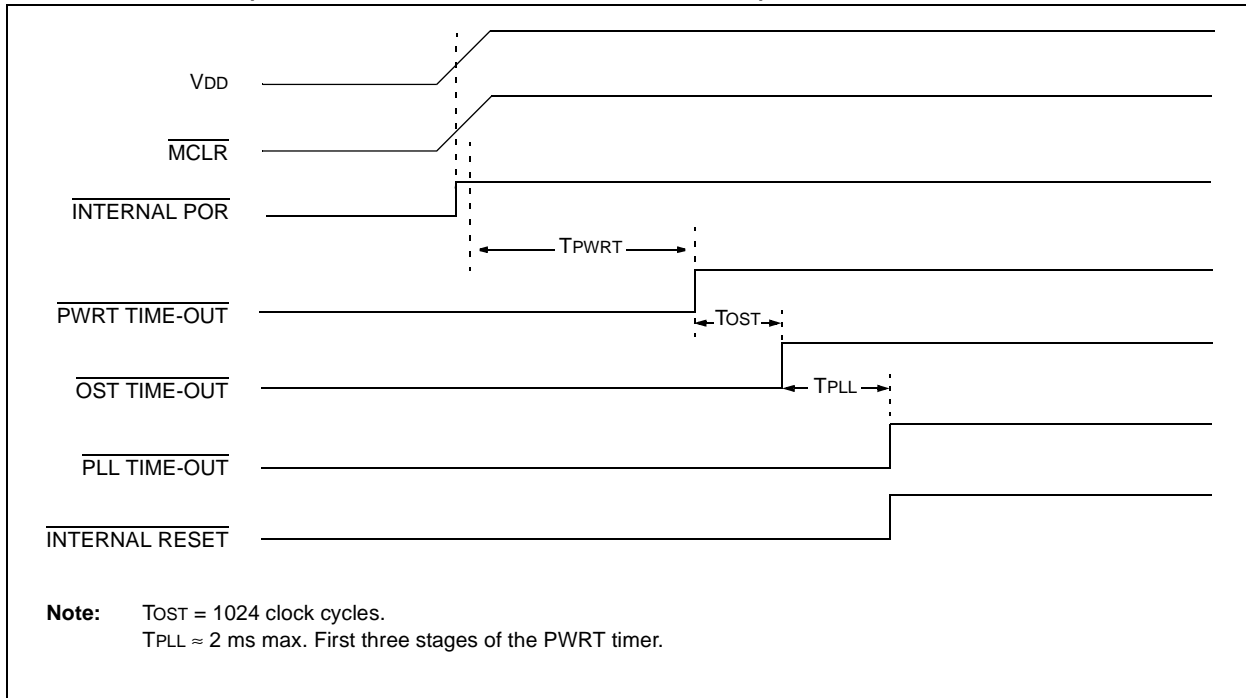 VDD
MCLR
INTERNAL POR
TPWRT
PWRT TIME-OUT
TOST
OST TIME-OUT
TPLL
PLL TIME-OUT
INTERNAL RESET
Note: TOST = 1024 clock cycles.
TPLL ≈ 2 ms max. First three stages of the PWRT timer.